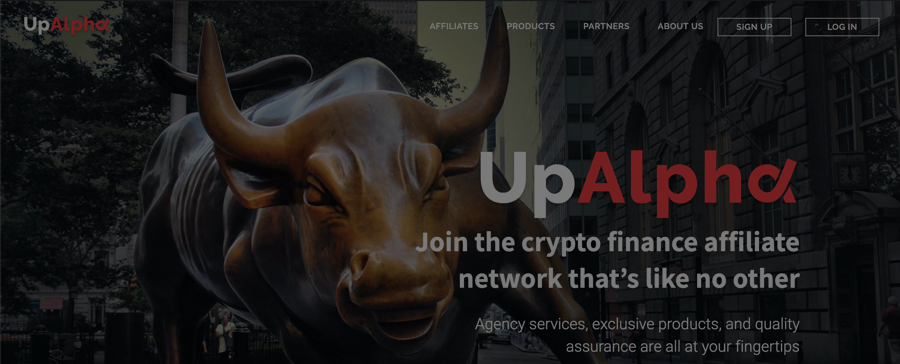 UpAlpha
AFFILIATES
PRODUCTS
PARTNERS
ABOUT US
SIGN UP
LOG IN
UpAlpha
Join the crypto finance affiliate
network that’s like no other
Agency services, exclusive products, and quality
assurance are all at your fingertips